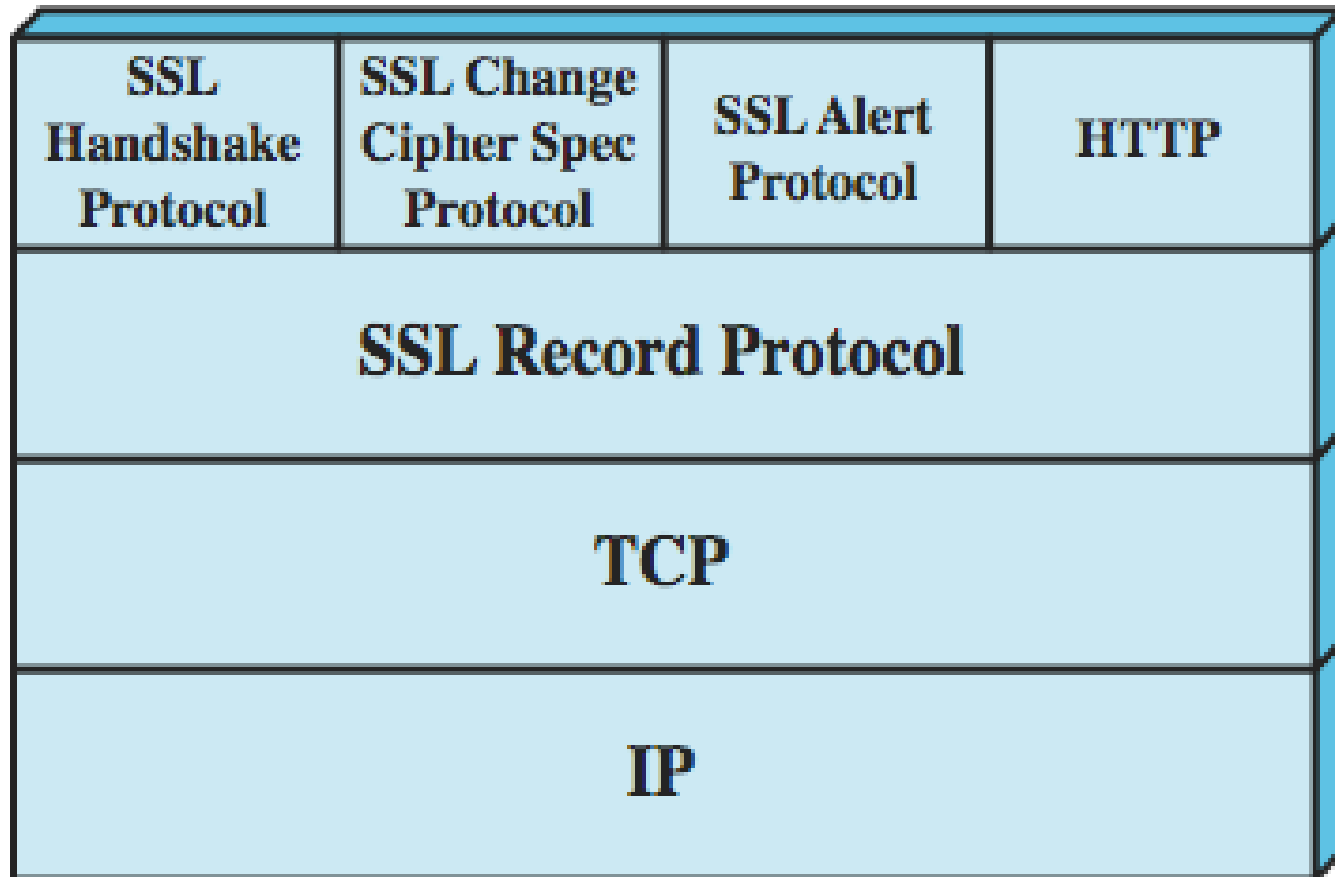 SSL
Handshake
Protocol
SSL Change
Cipher Spec
Protocol
SSL Alert
Protocol
HTTP
SSL Record Protocol
TCP
IP